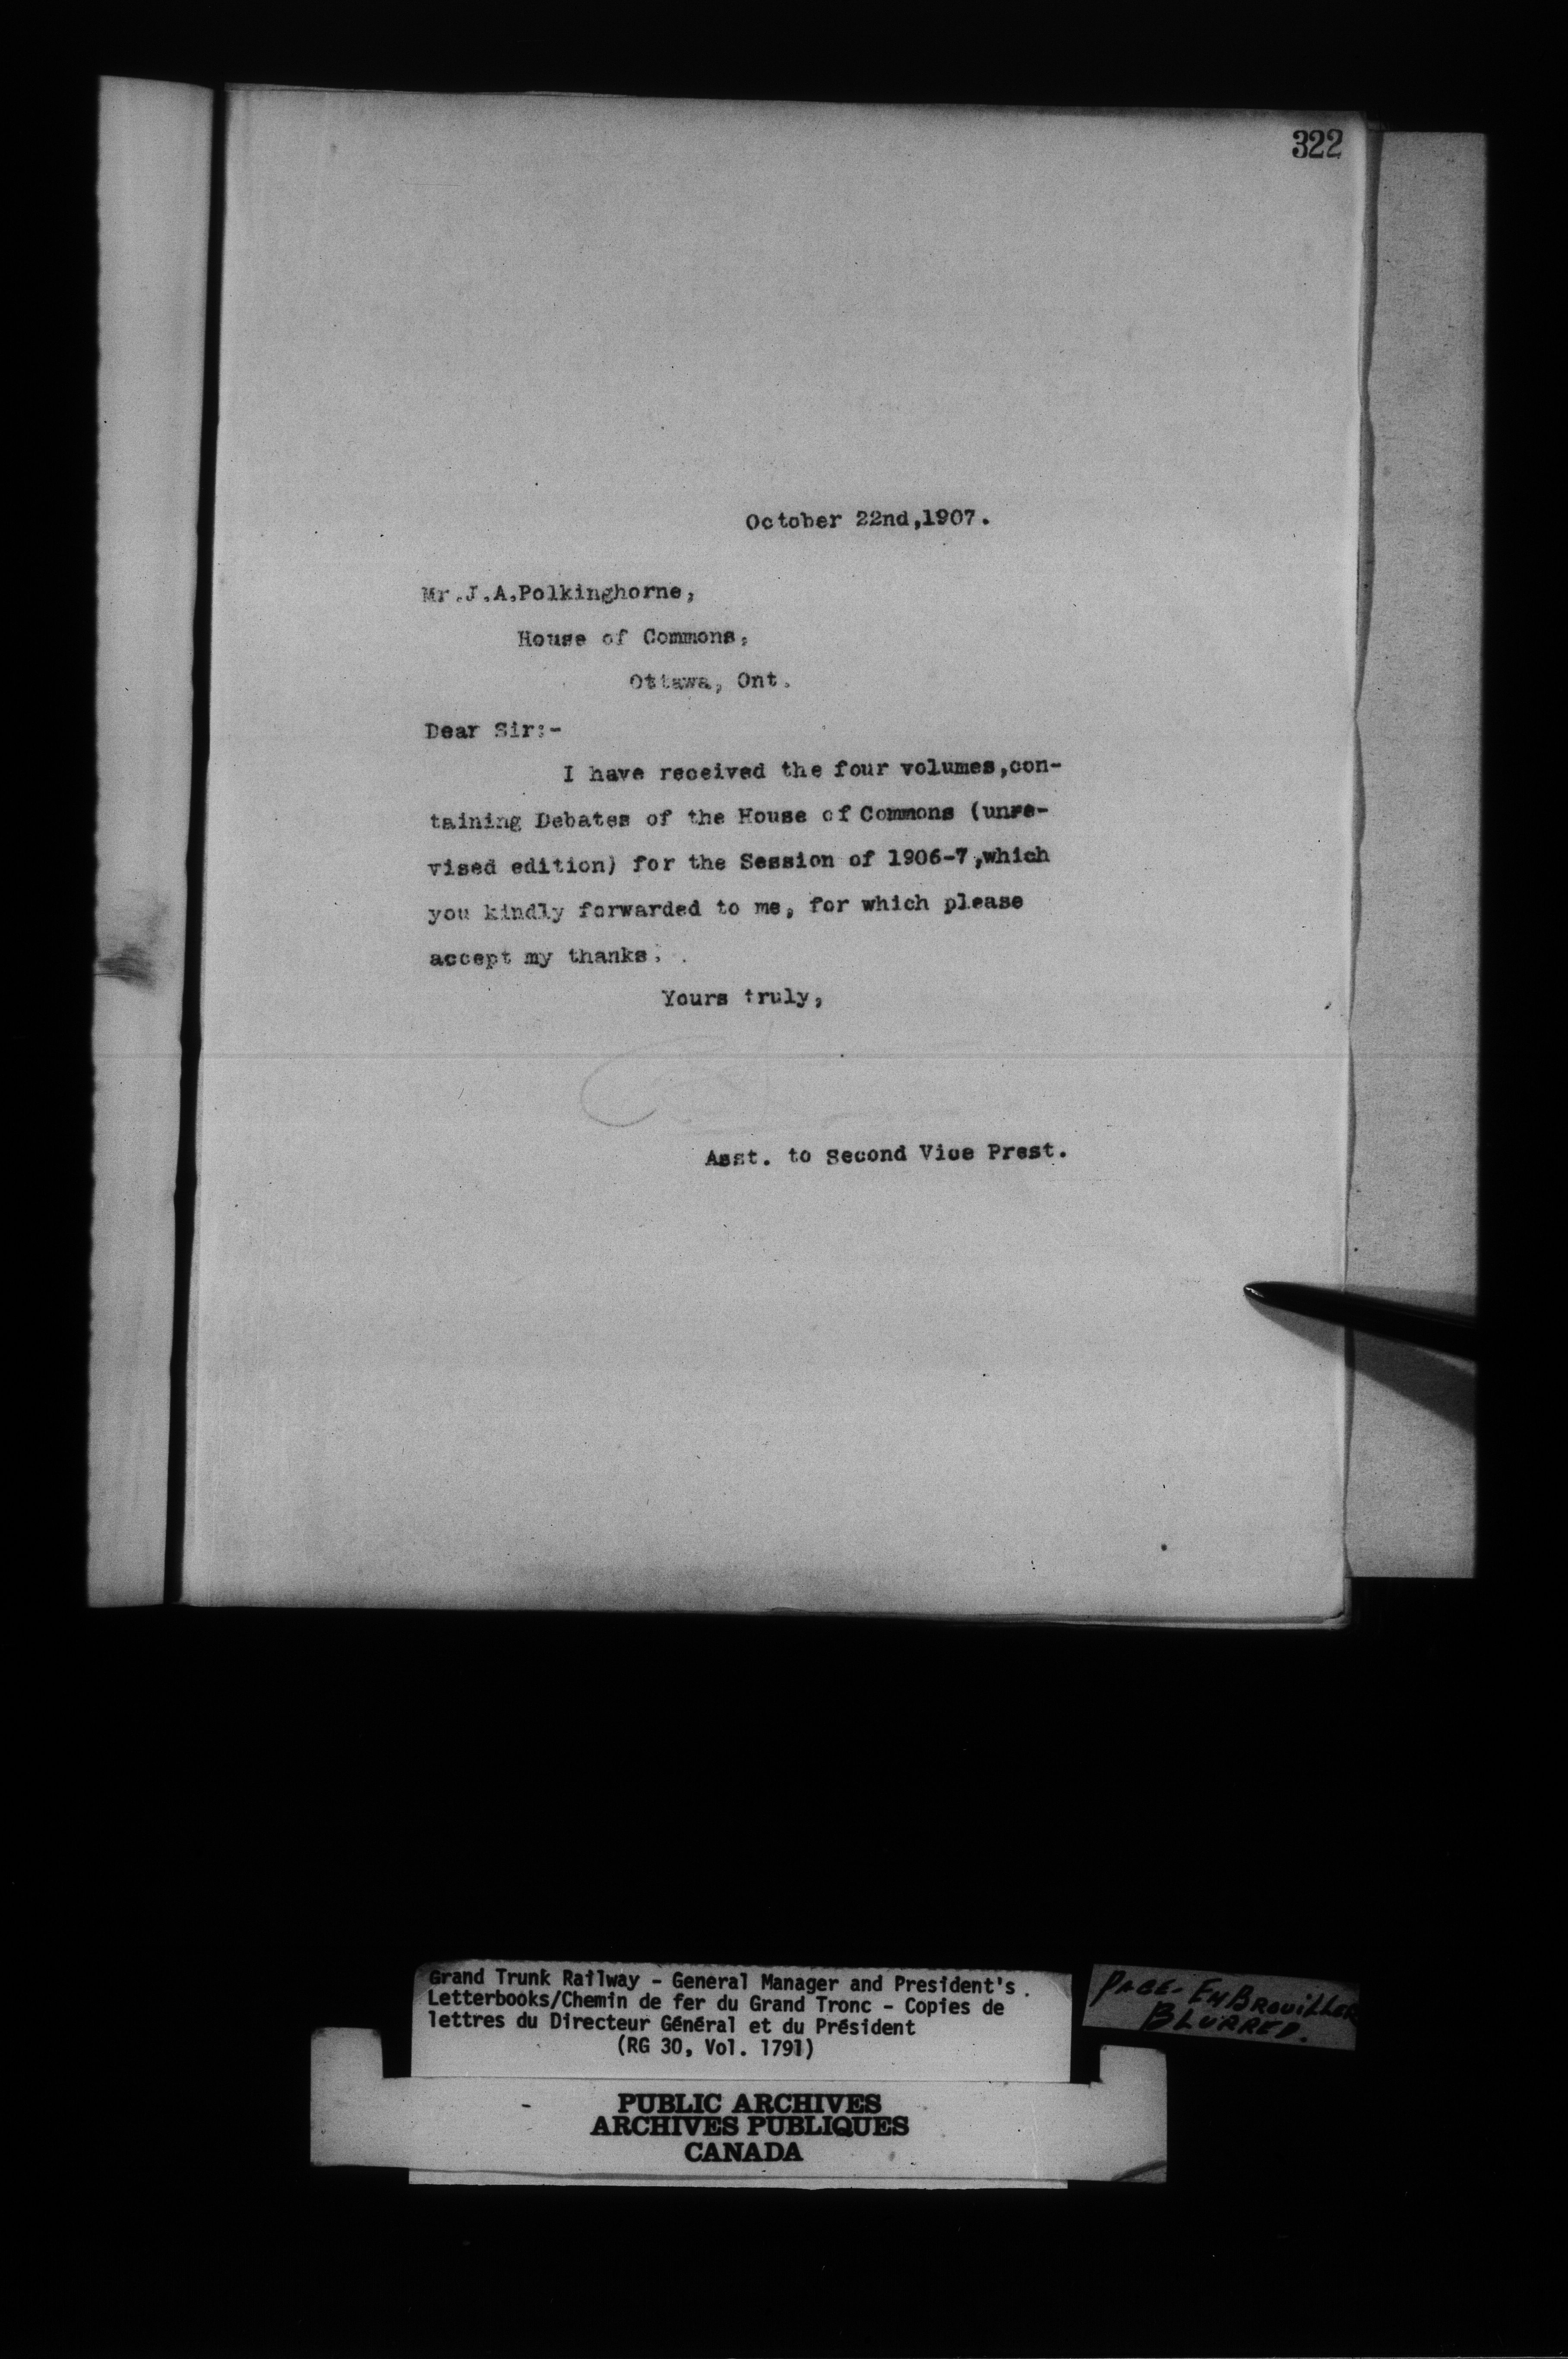 322
October 22nd,1907.
Mr.J.A.Polkinghorne,
House of Commons,
Ottawa, Ont.
Dear Sir:-
I have received the four volumes,con-
taining Debates of the House of Commons (unre-
vised edition) for the Session of 1906-7,which
you kindly forwarded to me, for which please
accept my thanks.
Yours truly,
Asst. to Second Vice Prest.
Grand Trunk Railway - General Manager and President's
Letterbooks/Chemin de fer du Grand Tronc - Copies de
lettres du Directeur Général et du Président
(RG 30, Vol. 1791)
PAGE- EMBROUILLER
BLURRED.
PUBLIC ARCHIVES
ARCHIVES PUBLIQUES
CANADA